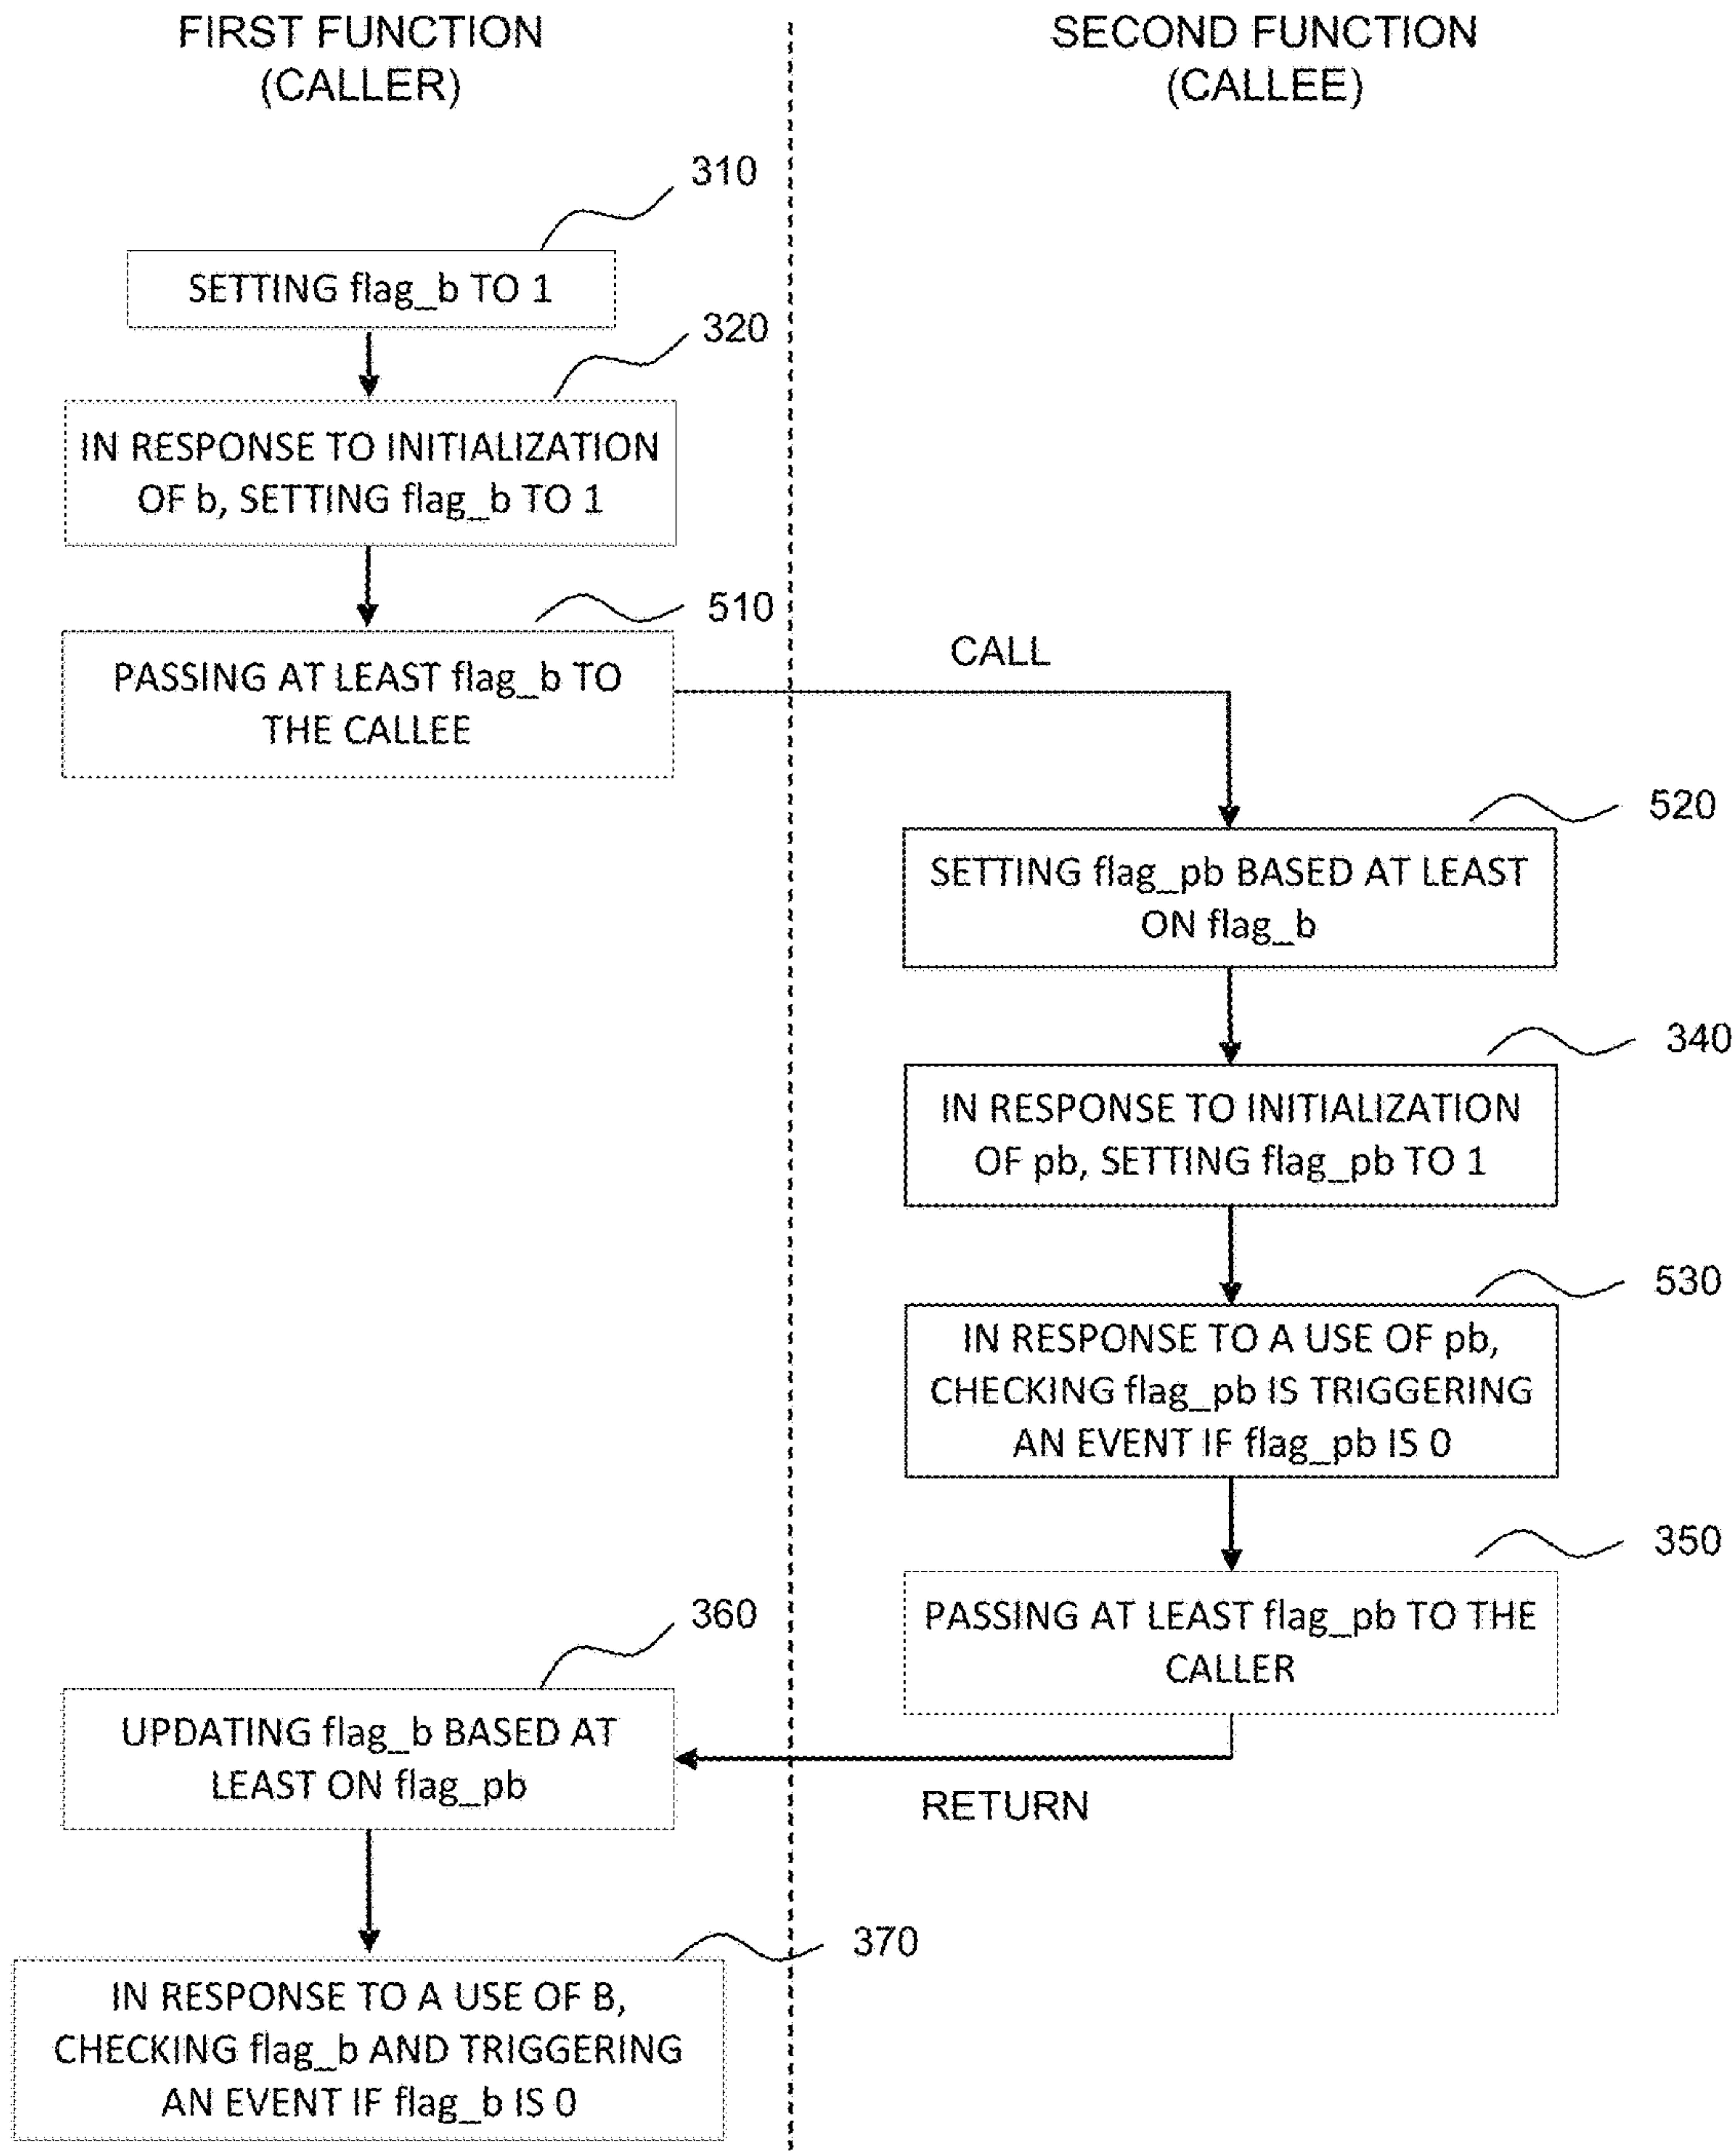 FIRST FUNCTION
(CALLER)
SECOND FUNCTION
(CALLEE)
310
SETTING flag_b TO 1
320
IN RESPONSE TO INITIALIZATION
OF b, SETTING flag_b TO 1
510
PASSING AT LEAST flag_b TO
THE CALLEE
CALL
520
SETTING flag_pb BASED AT LEAST
ON flag_b
340
IN RESPONSE TO INITIALIZATION
OF pb, SETTING flag_pb TO 1
530
IN RESPONSE TO A USE OF pb,
CHECKING flag_pb IS TRIGGERING
AN EVENT IF flag_pb IS 0
350
PASSING AT LEAST flag_pb TO THE
CALLER
360
UPDATING flag_b BASED AT
LEAST ON flag_pb
RETURN
370
IN RESPONSE TO A USE OF B,
CHECKING flag_b AND TRIGGERING
AN EVENT IF flag_b IS 0